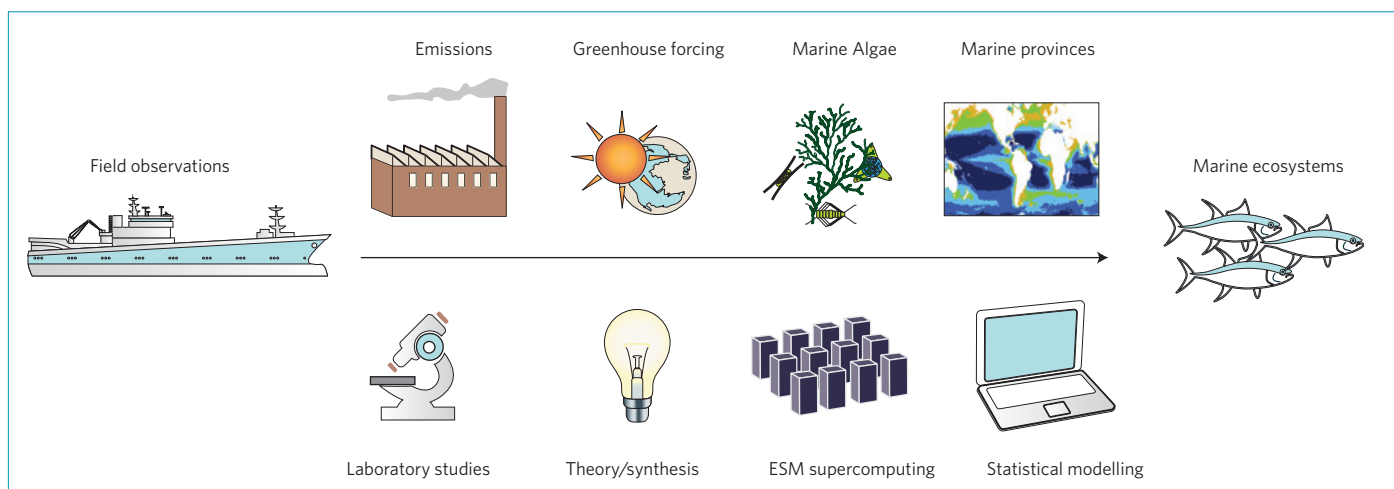 Emissions
Greenhouse forcing
Marine Algae
Marine provinces
Field observations
Marine ecosystems
Laboratory studies
Theory/synthesis
ESM supercomputing
Statistical modelling